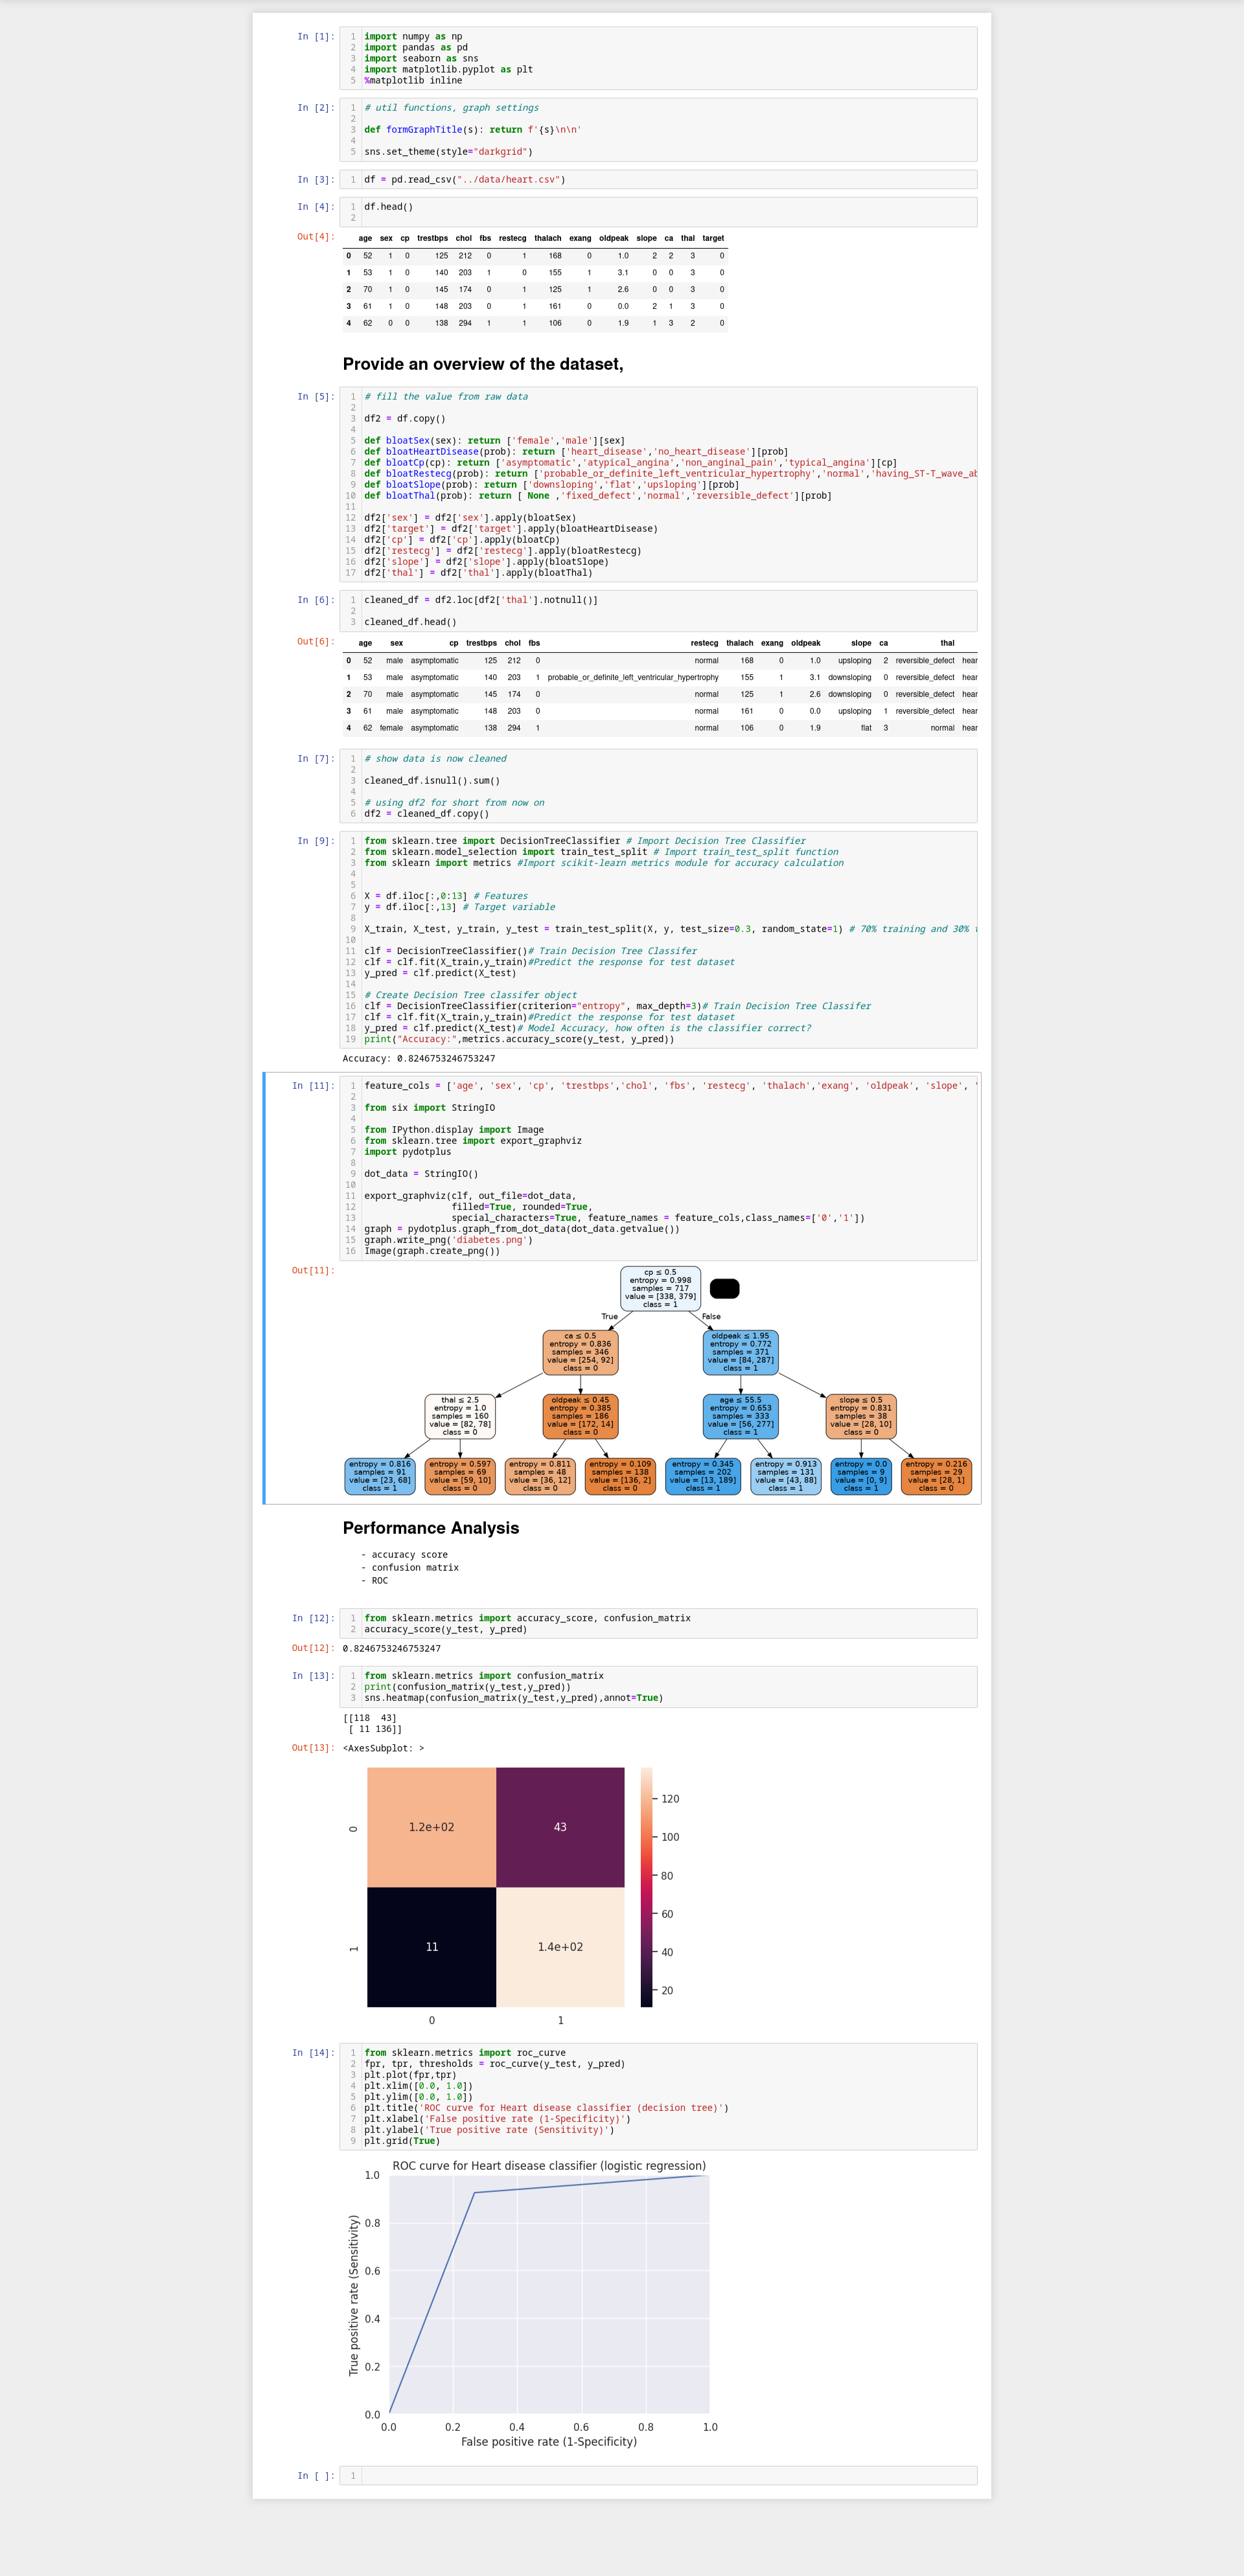 In [1]:
1 import numpy as np
2 import pandas as pd
3 import seaborn as sns
4 import matplotlib.pyplot as plt
5 %matplotlib inline
In [2]:
1 # util functions, graph settings
2
3 def formGraphTitle(s): return f'{s}\n\n'
4
5 sns.set_theme(style="darkgrid")
In [3]:
1 df = pd.read_csv("../data/heart.csv")
In [4]:
1 df.head()
2
Out[4]:
age sex cp trestbps chol fbs restecg thalach exang oldpeak slope ca thal target
0 52 1 0 125 212 0 1 168 0 1.0 2 2 3 0
1 53 1 0 140 203 1 0 155 1 3.1 0 0 3 0
2 70 1 0 145 174 0 1 125 1 2.6 0 0 3 0
3 61 1 0 148 203 0 1 161 0 0.0 2 1 3 0
4 62 0 0 138 294 1 1 106 0 1.9 1 3 2 0
Provide an overview of the dataset,
In [5]:
1 # fill the value from raw data
2
3 df2 = df.copy()
4
5 def bloatSex(sex): return ['female','male'][sex]
6 def bloatHeartDisease(prob): return ['heart_disease','no_heart_disease'][prob]
7 def bloatCp(cp): return ['asymptomatic','atypical_angina','non_anginal_pain','typical_angina'][cp]
8 def bloatRestecg(prob): return ['probable_or_definite_left_ventricular_hypertrophy','normal','having_ST-T_wave_ab
9 def bloatSlope(prob): return ['downsloping','flat','upsloping'][prob]
10 def bloatThal(prob): return [ None ,'fixed_defect','normal','reversible_defect'][prob]
11
12 df2['sex'] = df2['sex'].apply(bloatSex)
13 df2['target'] = df2['target'].apply(bloatHeartDisease)
14 df2['cp'] = df2['cp'].apply(bloatCp)
15 df2['restecg'] = df2['restecg'].apply(bloatRestecg)
16 df2['slope'] = df2['slope'].apply(bloatSlope)
17 df2['thal'] = df2['thal'].apply(bloatThal)
In [6]:
1 cleaned_df = df2.loc[df2['thal'].notnull()]
2
3 cleaned_df.head()
Out[6]:
age sex cp trestbps chol fbs restecg thalach exang oldpeak slope ca thal
0 52 male asymptomatic 125 212 0 normal 168 0 1.0 upsloping 2 reversible_defect hear
1 53 male asymptomatic 140 203 1 probable_or_definite_left_ventricular_hypertrophy 155 1 3.1 downsloping 0 reversible_defect hear
2 70 male asymptomatic 145 174 0 normal 125 1 2.6 downsloping 0 reversible_defect hear
3 61 male asymptomatic 148 203 0 normal 161 0 0.0 upsloping 1 reversible_defect hear
4 62 female asymptomatic 138 294 1 normal 106 0 1.9 flat 3 normal hear
In [7]:
1 # show data is now cleaned
2
3 cleaned_df.isnull().sum()
4
5 # using df2 for short from now on
6 df2 = cleaned_df.copy()
In [9]:
1 from sklearn.tree import DecisionTreeClassifier # Import Decision Tree Classifier
2 from sklearn.model_selection import train_test_split # Import train_test_split function
3 from sklearn import metrics #Import scikit-learn metrics module for accuracy calculation
4
5
6 X = df.iloc[:,0:13] # Features
7 y = df.iloc[:,13] # Target variable
8
9 X_train, X_test, y_train, y_test = train_test_split(X, y, test_size=0.3, random_state=1) # 70% training and 30% t
10
11 clf = DecisionTreeClassifier()# Train Decision Tree Classifer
12 clf = clf.fit(X_train,y_train)#Predict the response for test dataset
13 y_pred = clf.predict(X_test)
14
15 # Create Decision Tree classifer object
16 clf = DecisionTreeClassifier(criterion="entropy", max_depth=3)# Train Decision Tree Classifer
17 clf = clf.fit(X_train,y_train)#Predict the response for test dataset
18 y_pred = clf.predict(X_test)# Model Accuracy, how often is the classifier correct?
19 print("Accuracy:",metrics.accuracy_score(y_test, y_pred))
Accuracy: 0.8246753246753247
In [11]:
1 feature_cols = ['age', 'sex', 'cp', 'trestbps','chol', 'fbs', 'restecg', 'thalach','exang', 'oldpeak', 'slope', '
2
3 from six import StringIO
4
5 from IPython.display import Image
6 from sklearn.tree import export_graphviz
7 import pydotplus
8
9 dot_data = StringIO()
10
11 export_graphviz(clf, out_file=dot_data,
12 filled=True, rounded=True,
13 special_characters=True, feature_names = feature_cols,class_names=['0','1'])
14 graph = pydotplus.graph_from_dot_data(dot_data.getvalue())
15 graph.write_png('diabetes.png')
16 Image(graph.create_png())
Out[11]:
cp ≤ 0.5
entropy = 0.998
samples = 717
value = [338, 379]
class = 1
True
False
ca ≤ 0.5
entropy = 0.836
samples = 346
value = [254, 92]
class = 0
oldpeak ≤ 1.95
entropy = 0.772
samples = 371
value = [84, 287]
class = 1
thal ≤ 2.5
entropy = 1.0
samples = 160
value = [82, 78]
class = 0
oldpeak ≤ 0.45
entropy = 0.385
samples = 186
value = [172, 14]
class = 0
age ≤ 55.5
entropy = 0.653
samples = 333
value = [56, 277]
class = 1
slope ≤ 0.5
entropy = 0.831
samples = 38
value = [28, 10]
class = 0
entropy = 0.816
samples = 91
value = [23, 68]
class = 1
entropy = 0.597
samples = 69
value = [59, 10]
class = 0
entropy = 0.811
samples = 48
value = [36, 12]
class = 0
entropy = 0.109
samples = 138
value = [136, 2]
class = 0
entropy = 0.345
samples = 202
value = [13, 189]
class = 1
entropy = 0.913
samples = 131
value = [43, 88]
class = 1
entropy = 0.0
samples = 9
value = [0, 9]
class = 1
entropy = 0.216
samples = 29
value = [28, 1]
class = 0
Performance Analysis
- accuracy score
- confusion matrix
- ROC
In [12]:
1 from sklearn.metrics import accuracy_score, confusion_matrix
2 accuracy_score(y_test, y_pred)
Out[12]: 0.8246753246753247
In [13]:
1 from sklearn.metrics import confusion_matrix
2 print(confusion_matrix(y_test,y_pred))
3 sns.heatmap(confusion_matrix(y_test,y_pred),annot=True)
[[118 43]
[ 11 136]]
Out[13]: <AxesSubplot: >
0
1.2e+02
43
1
11
1.4e+02
0
1
120
100
80
60
40
20
In [14]:
1 from sklearn.metrics import roc_curve
2 fpr, tpr, thresholds = roc_curve(y_test, y_pred)
3 plt.plot(fpr,tpr)
4 plt.xlim([0.0, 1.0])
5 plt.ylim([0.0, 1.0])
6 plt.title('ROC curve for Heart disease classifier (decision tree)')
7 plt.xlabel('False positive rate (1-Specificity)')
8 plt.ylabel('True positive rate (Sensitivity)')
9 plt.grid(True)
ROC curve for Heart disease classifier (logistic regression)
True positive rate (Sensitivity)
1.0
0.8
0.6
0.4
0.2
0.0
0.0 0.2 0.4 0.6 0.8 1.0
False positive rate (1-Specificity)
In [ ]:
1